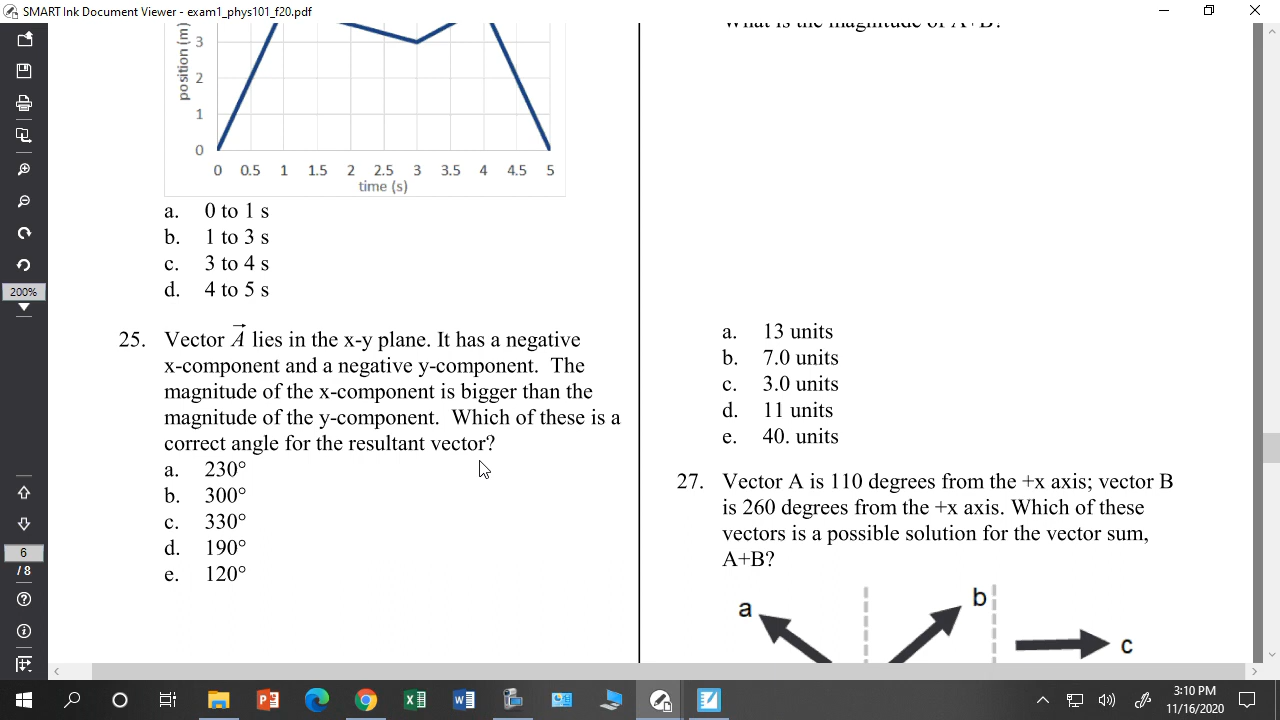 SMART Ink Document Viewer - exam1_phys101_f20.pdf
position (m)
3
2
1
0
0 0.5 1 1.5 2 2.5 3 3.5 4 4.5 5
time (s)
a. 0 to 1 s
b. 1 to 3 s
c. 3 to 4 s
d. 4 to 5 s
25. Vector A lies in the x-y plane. It has a negative
x-component and a negative y-component. The
magnitude of the x-component is bigger than the
magnitude of the y-component. Which of these is a
correct angle for the resultant vector?
a. 230°
b. 300°
c. 330°
d. 190°
e. 120°
What is the magnitude of A+B?
a. 13 units
b. 7.0 units
c. 3.0 units
d. 11 units
e. 40. units
27. Vector A is 110 degrees from the +x axis; vector B
is 260 degrees from the +x axis. Which of these
vectors is a possible solution for the vector sum,
A+B?
a
b
c
200%
6
/ 8
3:10 PM
11/16/2020